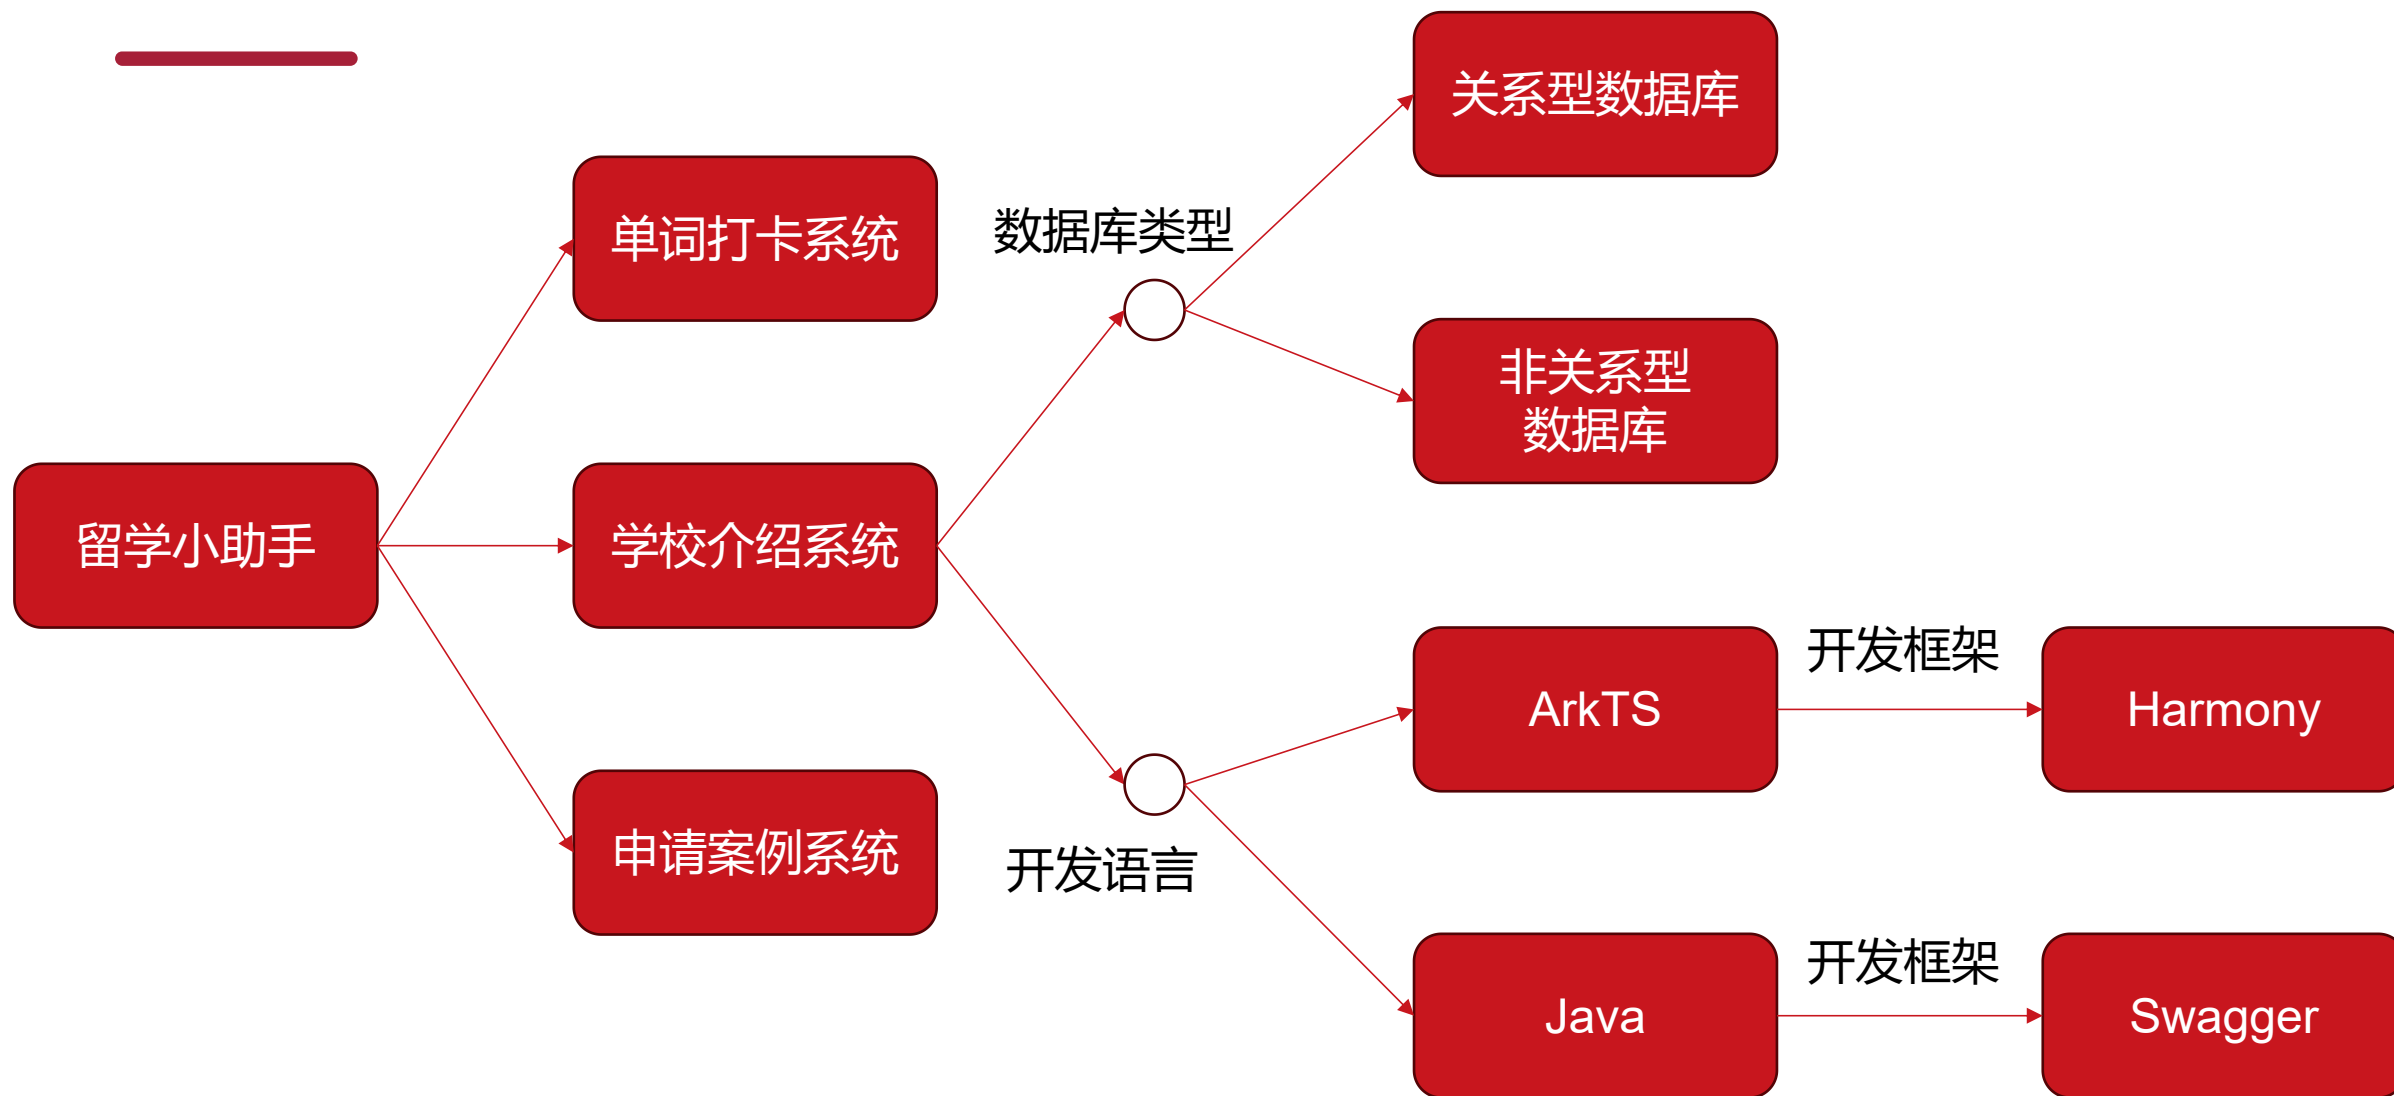 关系型数据库
单词打卡系统
数据库类型
非关系型
数据库
留学小助手
学校介绍系统
开发框架
ArkTS
Harmony
申请案例系统
开发语言
开发框架
Java
Swagger